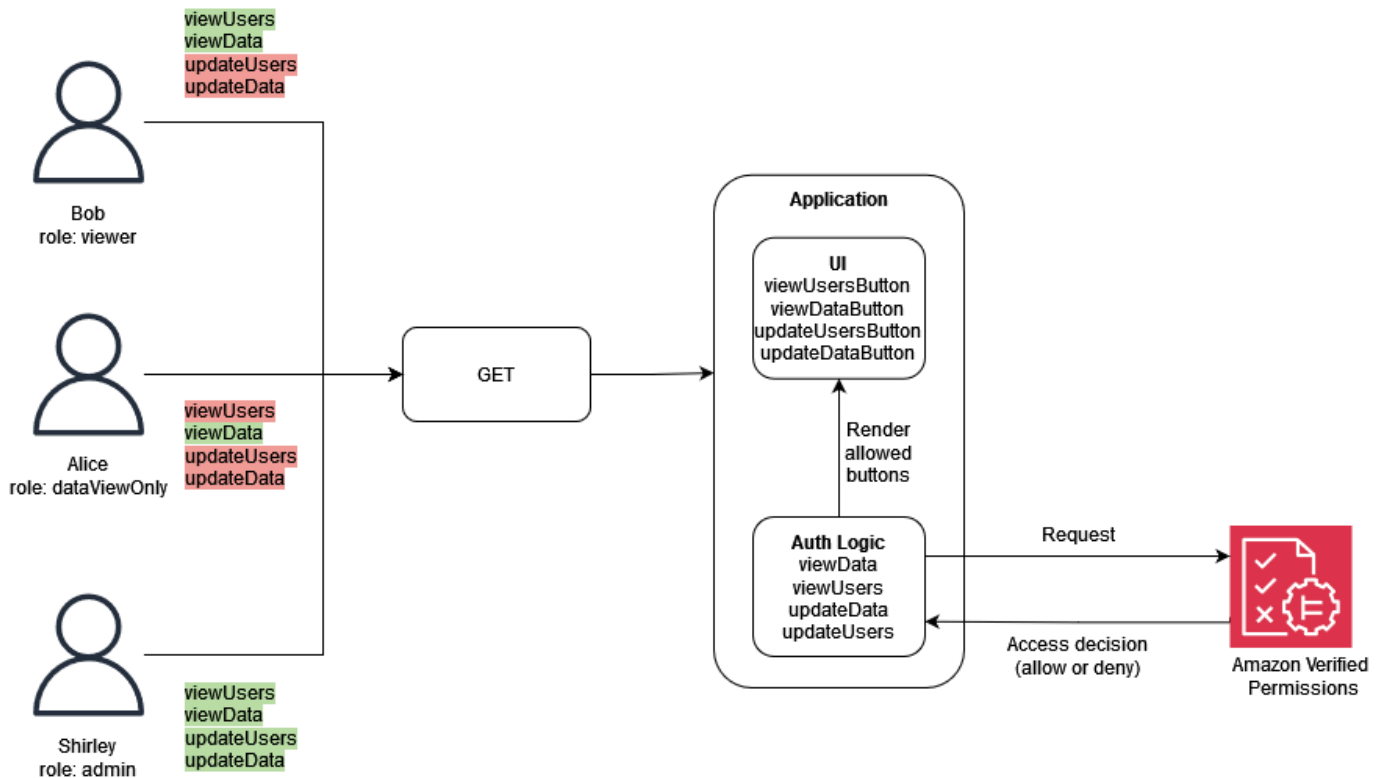 viewUsers
viewData
updateUsers
updateData
Bob
role: viewer
viewUsers
viewData
updateUsers
updateData
Alice
role: dataViewOnly
viewUsers
viewData
updateUsers
updateData
Shirley
role: admin
GET
Application
UI
viewUsersButton
viewDataButton
updateUsersButton
updateDataButton
Render
allowed
buttons
Auth Logic
viewData
viewUsers
updateData
updateUsers
Request
Access decision
(allow or deny)
Amazon Verified
Permissions